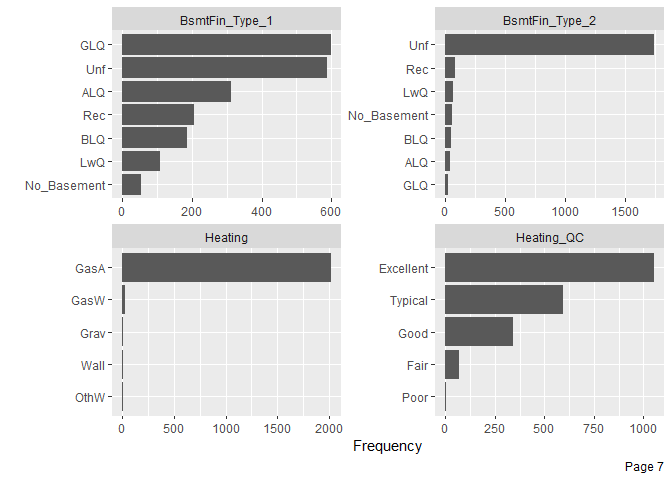 BsmtFin_Type_1
GLQ
Unf
ALQ
Rec
BLQ
LwQ
No_Basement
0 200 400 600
BsmtFin_Type_2
Unf
Rec
LwQ
No_Basement
BLQ
ALQ
GLQ
0 500 1000 1500
Heating
GasA
GasW
Grav
Wall
OthW
0 500 1000 1500 2000
Heating_QC
Excellent
Typical
Good
Fair
Poor
0 250 500 750 1000
Frequency
Page 7